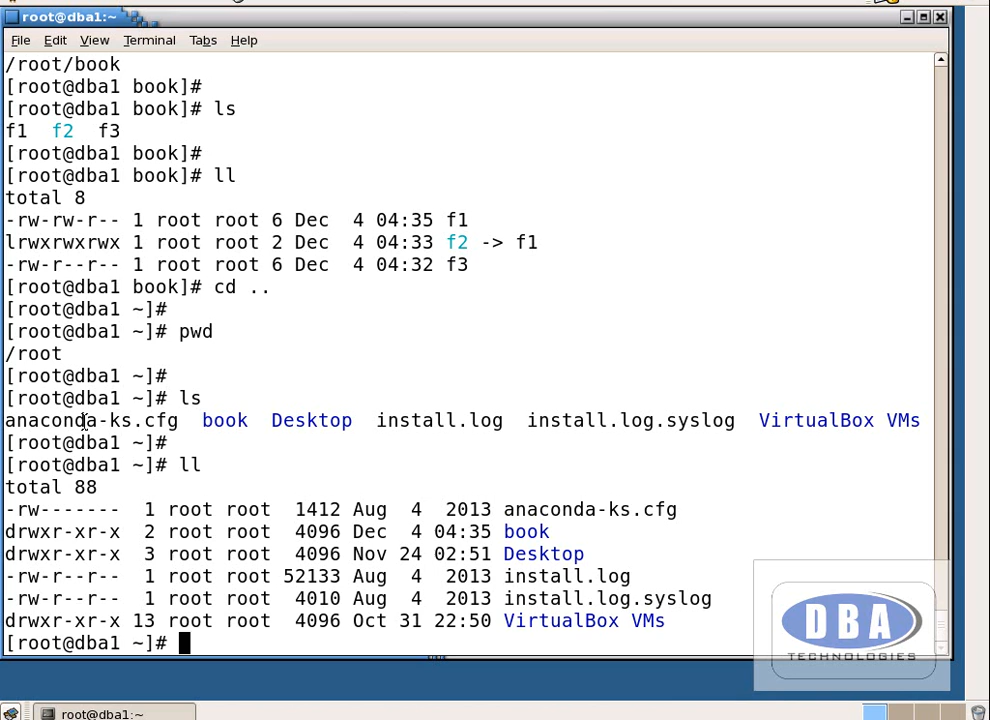 root@dba1:~
File Edit View Terminal Tabs Help
/root/book
[root@dba1 book]#
[root@dba1 book]# ls
f1  f2  f3
[root@dba1 book]#
[root@dba1 book]# ll
total 8
-rw-rw-r-- 1 root root 6 Dec  4 04:35 f1
lrwxrwxrwx 1 root root 2 Dec  4 04:33 f2 -> f1
-rw-r--r-- 1 root root 6 Dec  4 04:32 f3
[root@dba1 book]# cd ..
[root@dba1 ~]#
[root@dba1 ~]# pwd
/root
[root@dba1 ~]#
[root@dba1 ~]# ls
anaconda-ks.cfg  book  Desktop  install.log  install.log.syslog  VirtualBox VMs
[root@dba1 ~]#
[root@dba1 ~]# ll
total 88
-rw-------  1 root root  1412 Aug  4  2013 anaconda-ks.cfg
drwxr-xr-x  2 root root  4096 Dec  4 04:35 book
drwxr-xr-x  3 root root  4096 Nov 24 02:51 Desktop
-rw-r--r--  1 root root 52133 Aug  4  2013 install.log
-rw-r--r--  1 root root  4010 Aug  4  2013 install.log.syslog
drwxr-xr-x 13 root root  4096 Oct 31 22:50 VirtualBox VMs
[root@dba1 ~]#
DBA
TECHNOLOGIES
root@dba1:~